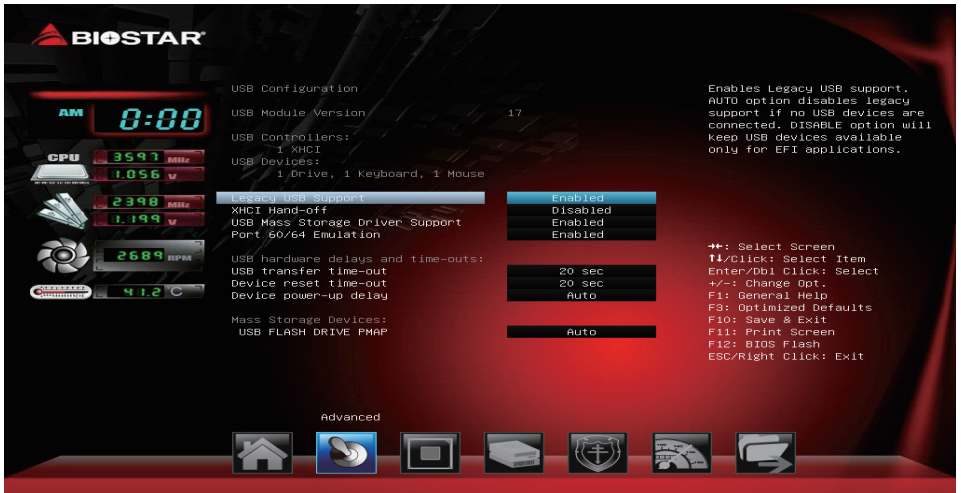 BIOSTAR®
AM 0:00
CPU 3597 MHz
1.056 V
2398 MHz
1.199 V
2689 RPM
41.2 C
USB Configuration
USB Module Version 17
USB Controllers:
1 XHCI
USB Devices:
1 Drive, 1 Keyboard, 1 Mouse
Legacy USB Support Enabled
XHCI Hand-off Disabled
USB Mass Storage Driver Support Enabled
Port 60/64 Emulation Enabled
USB hardware delays and time-outs:
USB transfer time-out 20 sec
Device reset time-out 20 sec
Device power-up delay Auto
Mass Storage Devices:
USB FLASH DRIVE PMAP Auto
Enables Legacy USB support.
AUTO option disables legacy
support if no USB devices are
connected. DISABLE option will
keep USB devices available
only for EFI applications.
→←: Select Screen
↑↓/Click: Select Item
Enter/Dbl Click: Select
+/-: Change Opt.
F1: General Help
F3: Optimized Defaults
F10: Save & Exit
F11: Print Screen
F12: BIOS Flash
ESC/Right Click: Exit
Advanced